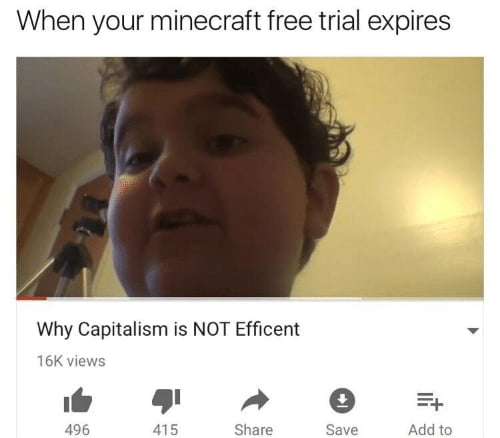 When your minecraft free trial expires
Why Capitalism is NOT Efficent
16K views
496 415 Share Save Add to